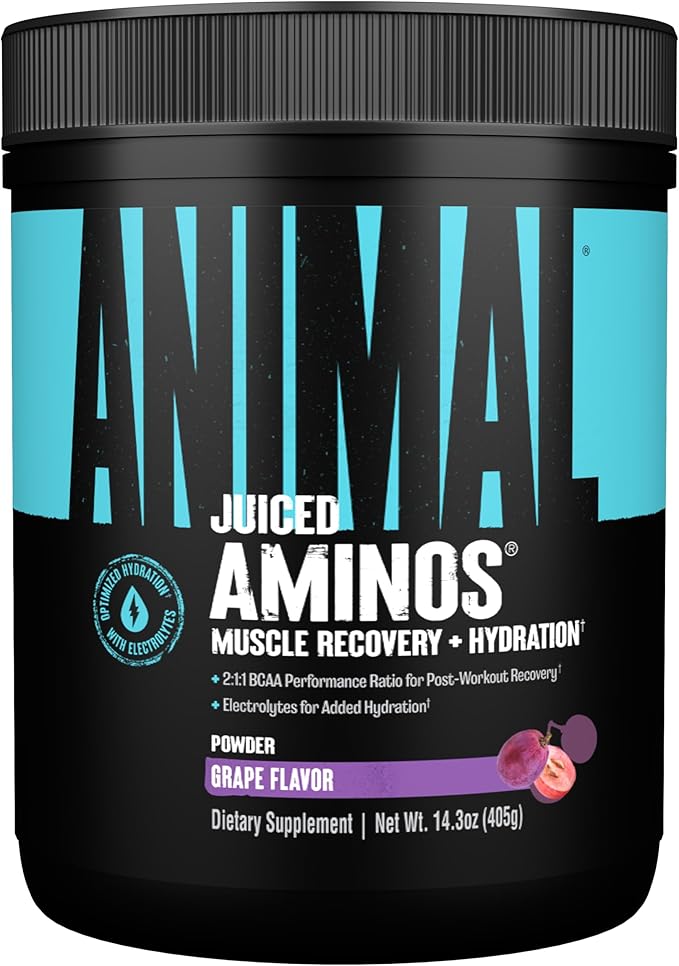 ANIMAL®
JUICED
AMINOS®
MUSCLE RECOVERY + HYDRATION†
OPTIMIZED HYDRATION†
WITH ELECTROLYTES
+ 2:1:1 BCAA Performance Ratio for Post-Workout Recovery†
+ Electrolytes for Added Hydration†
POWDER
GRAPE FLAVOR
Dietary Supplement | Net Wt. 14.3oz (405g)